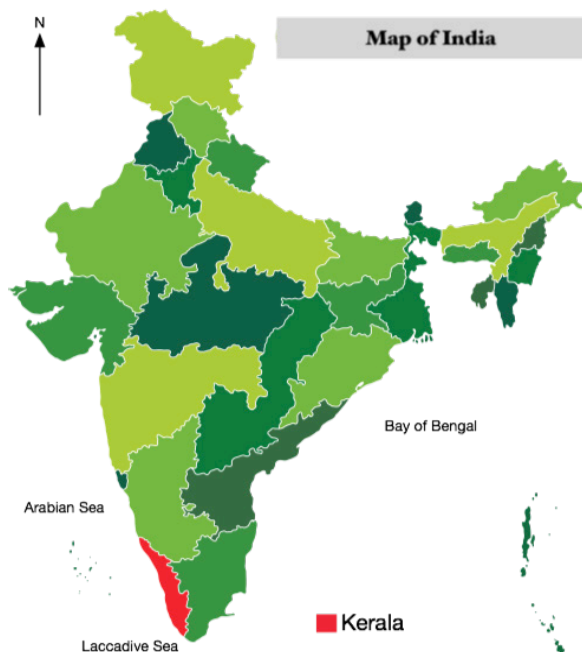 N
Map of India
Bay of Bengal
Arabian Sea
Kerala
Laccadive Sea